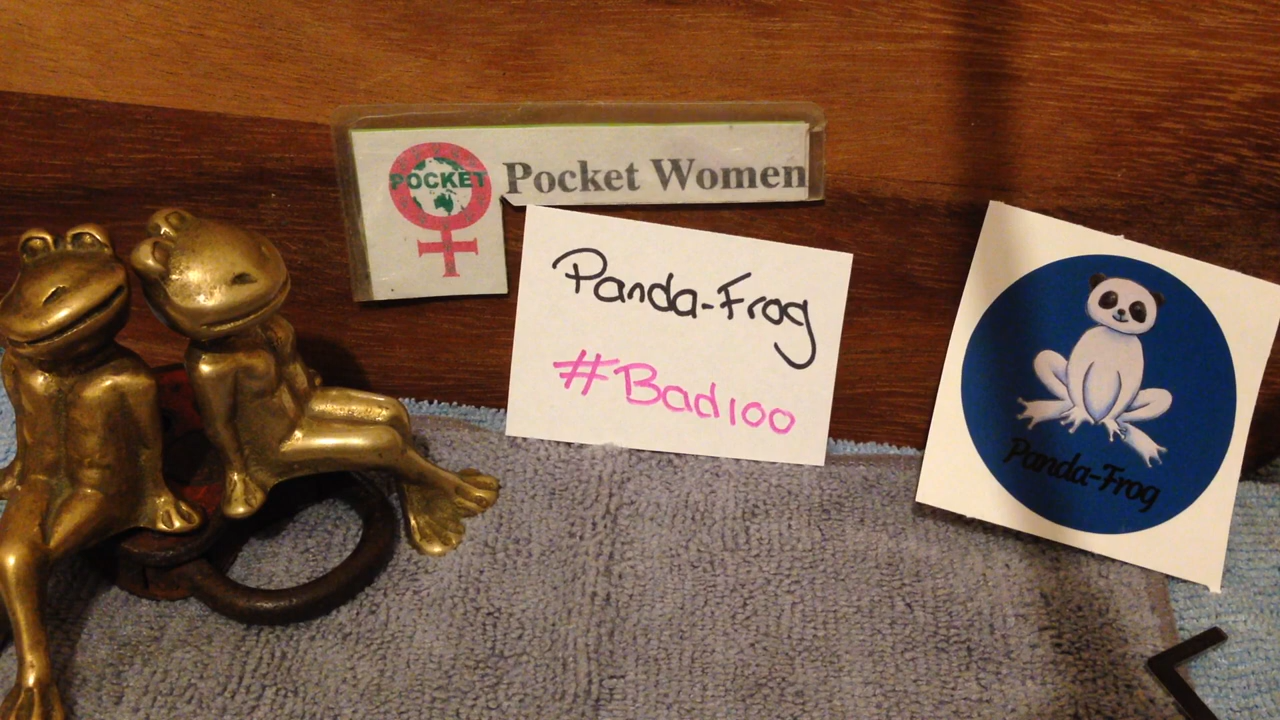 POCKET
Pocket Women
Panda-Frog
#Bad100
Panda-Frog